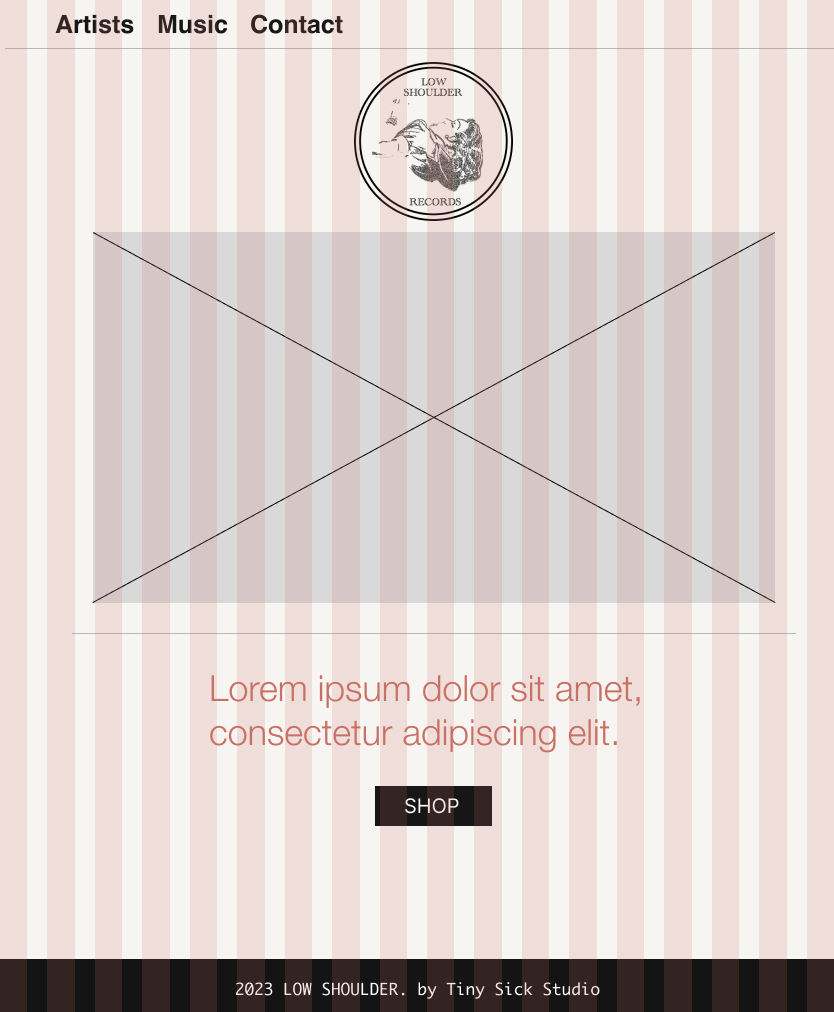 Artists Music Contact
LOW
SHOULDER
RECORDS
Lorem ipsum dolor sit amet,
consectetur adipiscing elit.
SHOP
2023 LOW SHOULDER. by Tiny Sick Studio